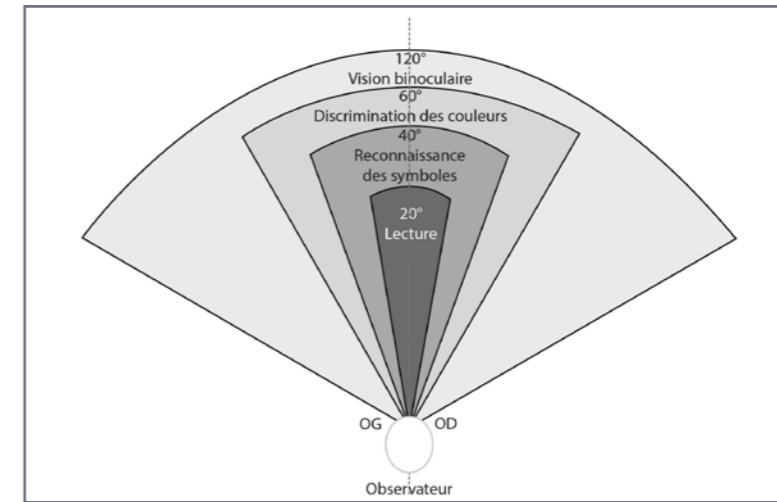 120°
Vision binoculaire
60°
Discrimination des couleurs
40°
Reconnaissance
des symboles
20°
Lecture
OG
OD
Observateur